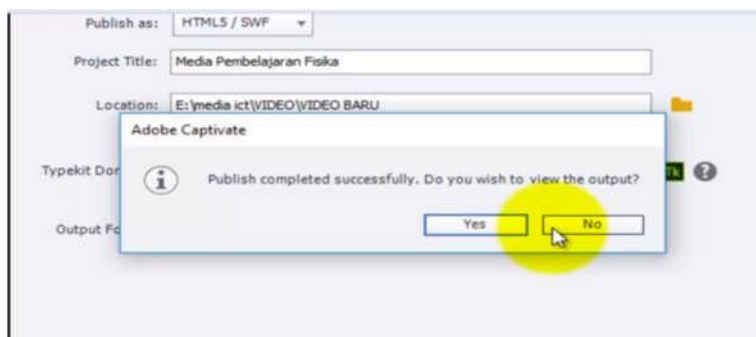 Publish as: HTML5 / SWF
Project Title: Media Pembelajaran Fisika
Location: E:\media ict\VIDEO\VIDEO BARU
Adobe Captivate
Typekit Dor
Publish completed successfully. Do you wish to view the output?
Tk ?
Output Fo
Yes No